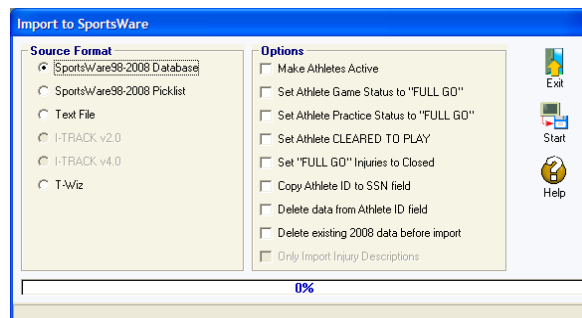 Import to SportsWare
Source Format
SportsWare98-2008 Database
SportsWare98-2008 Picklist
Text File
I-TRACK v2.0
I-TRACK v4.0
T-Wiz
Options
Make Athletes Active
Set Athlete Game Status to "FULL GO"
Set Athlete Practice Status to "FULL GO"
Set Athlete CLEARED TO PLAY
Set "FULL GO" Injuries to Closed
Copy Athlete ID to SSN field
Delete data from Athlete ID field
Delete existing 2008 data before import
Only Import Injury Descriptions
Exit
Start
Help
0%